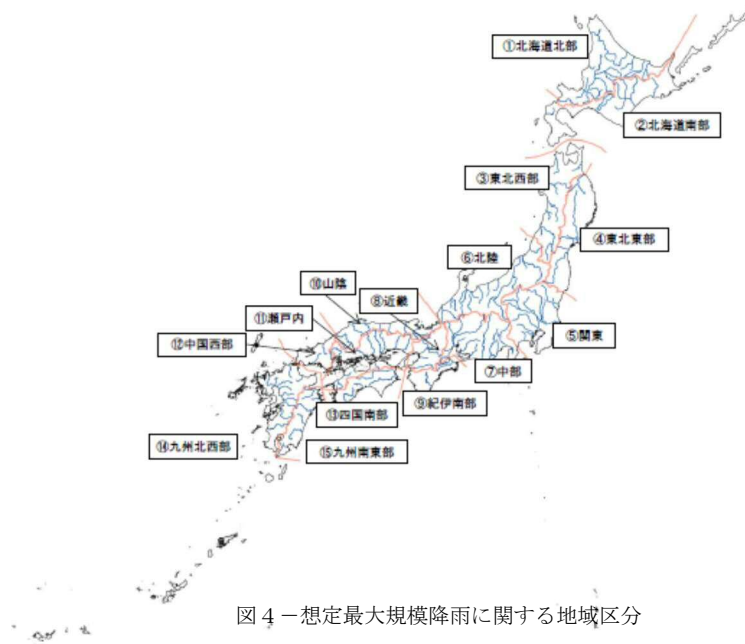 ①北海道北部
②北海道南部
③東北西部
④東北東部
⑥北陸
⑩山陰
⑧近畿
⑪瀬戸内
⑫中国西部
⑤関東
⑦中部
⑨紀伊南部
⑬四国南部
⑭九州北西部
⑮九州南東部
図4-想定最大規模降雨に関する地域区分